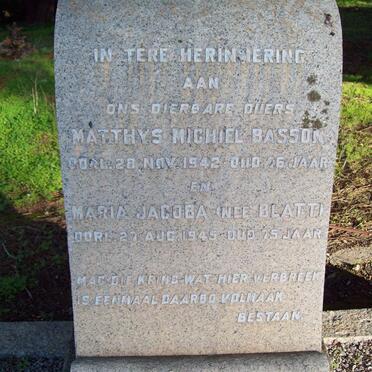 IN TERE HERINNERING
AAN
ONS DIERBARE OUERS
MATTHYS MICHIEL BASSON
OORL. 28 NOV. 1942 OUD 76 JAAR
EN
MARIA JACOBA (NEE BLATT)
OORL. 27 AUG. 1945 OUD 75 JAAR
MAG DIE KRING WAT HIER VERBREEK
IS EENMAAL DAARBO VOLMAAK
BESTAAN.